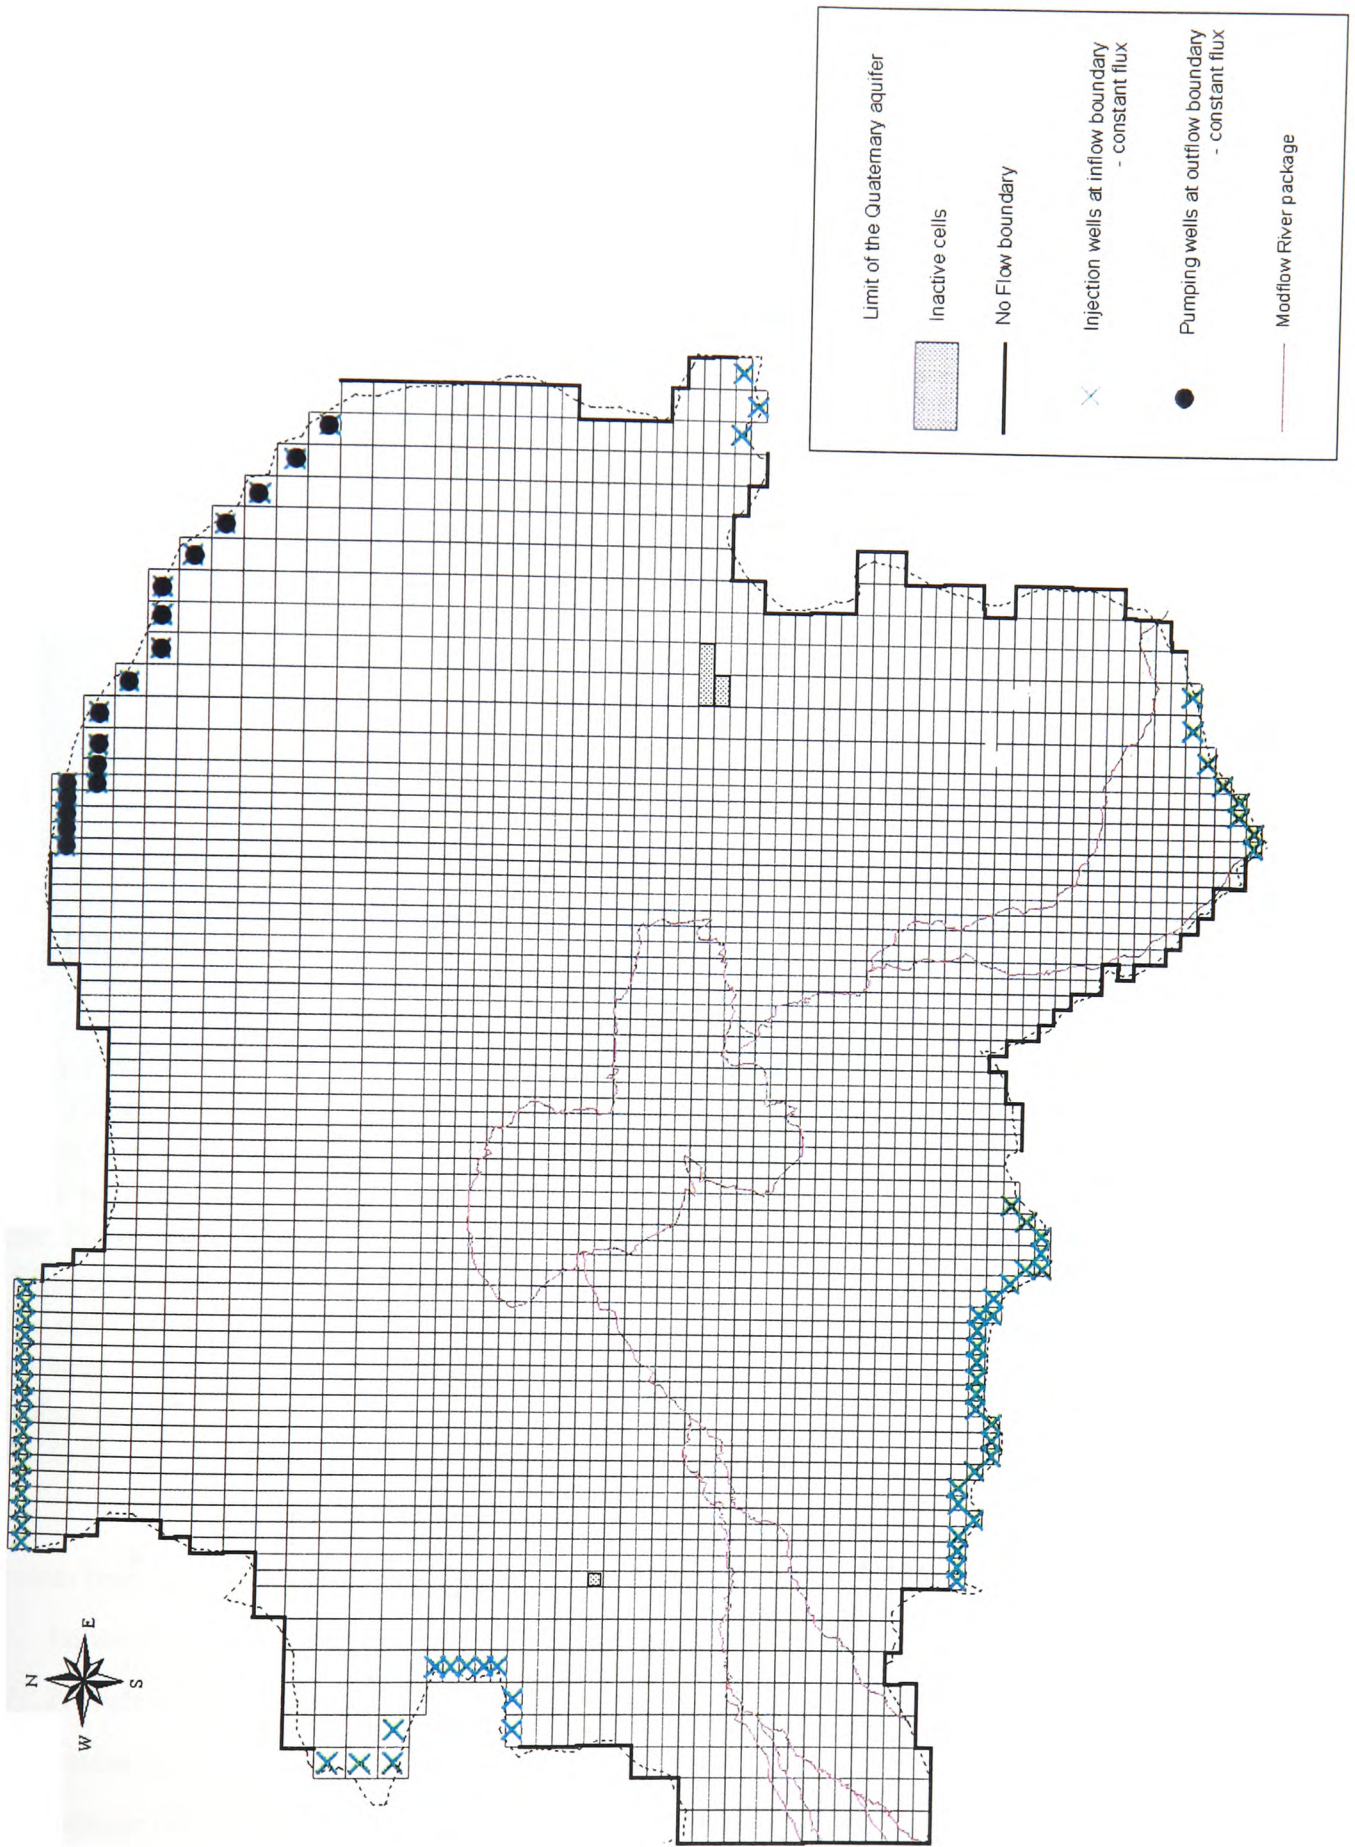 Limit of the Quaternary aquifer
Inactive cells
No Flow boundary
Injection wells at inflow boundary
- constant flux
Pumping wells at outflow boundary
- constant flux
Modflow River package
N
W
E
S